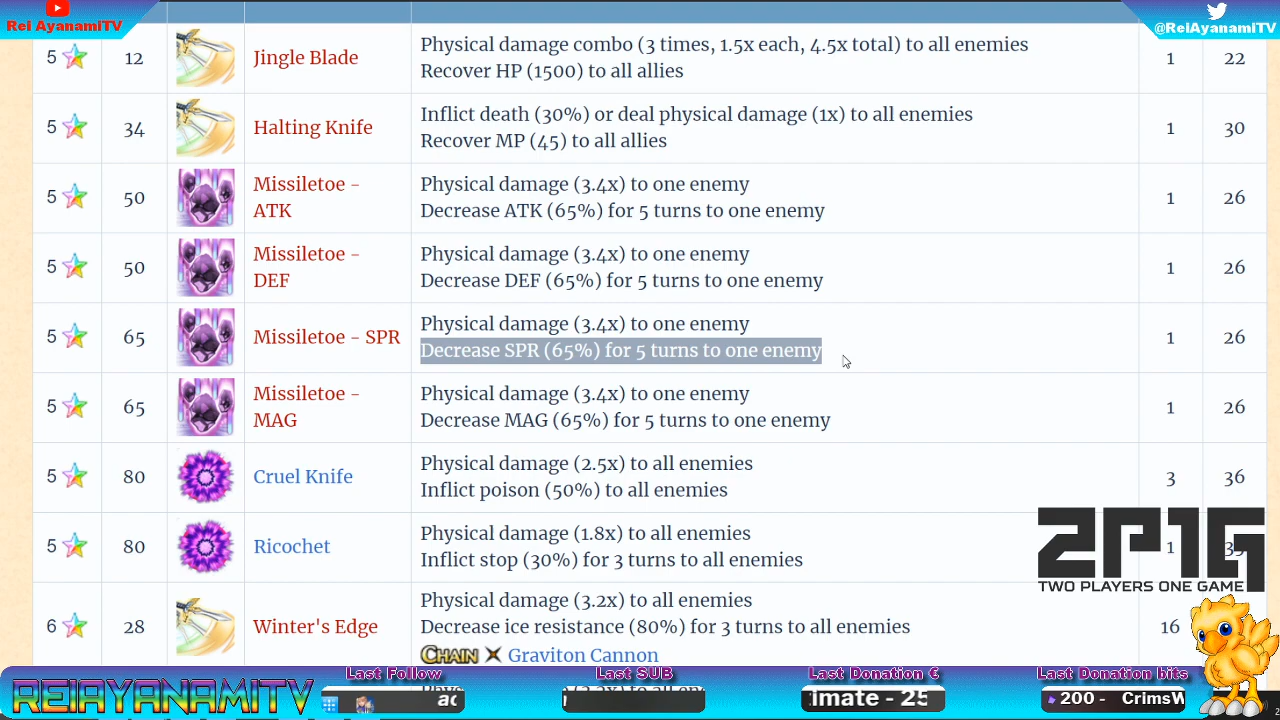 Rei AyanamITV
@ReIAyanamITV
5 12 Jingle Blade Physical damage combo (3 times, 1.5x each, 4.5x total) to all enemies 1 22
Recover HP (1500) to all allies
5 34 Halting Knife Inflict death (30%) or deal physical damage (1x) to all enemies 1 30
Recover MP (45) to all allies
5 50 Missiletoe - Physical damage (3.4x) to one enemy 1 26
ATK Decrease ATK (65%) for 5 turns to one enemy
5 50 Missiletoe - Physical damage (3.4x) to one enemy 1 26
DEF Decrease DEF (65%) for 5 turns to one enemy
5 65 Missiletoe - SPR Physical damage (3.4x) to one enemy 1 26
Decrease SPR (65%) for 5 turns to one enemy
5 65 Missiletoe - Physical damage (3.4x) to one enemy 1 26
MAG Decrease MAG (65%) for 5 turns to one enemy
5 80 Cruel Knife Physical damage (2.5x) to all enemies 3 36
Inflict poison (50%) to all enemies
5 80 Ricochet Physical damage (1.8x) to all enemies 1
Inflict stop (30%) for 3 turns to all enemies
2P1G
TWO PLAYERS ONE GAME
6 28 Winter's Edge Physical damage (3.2x) to all enemies 16
Decrease ice resistance (80%) for 3 turns to all enemies
CHAIN Graviton Cannon
REIAYANAMITV
Last Follow
Last SUB
Last Donation €
imate - 25
Last Donation bits
200 - CrimsW